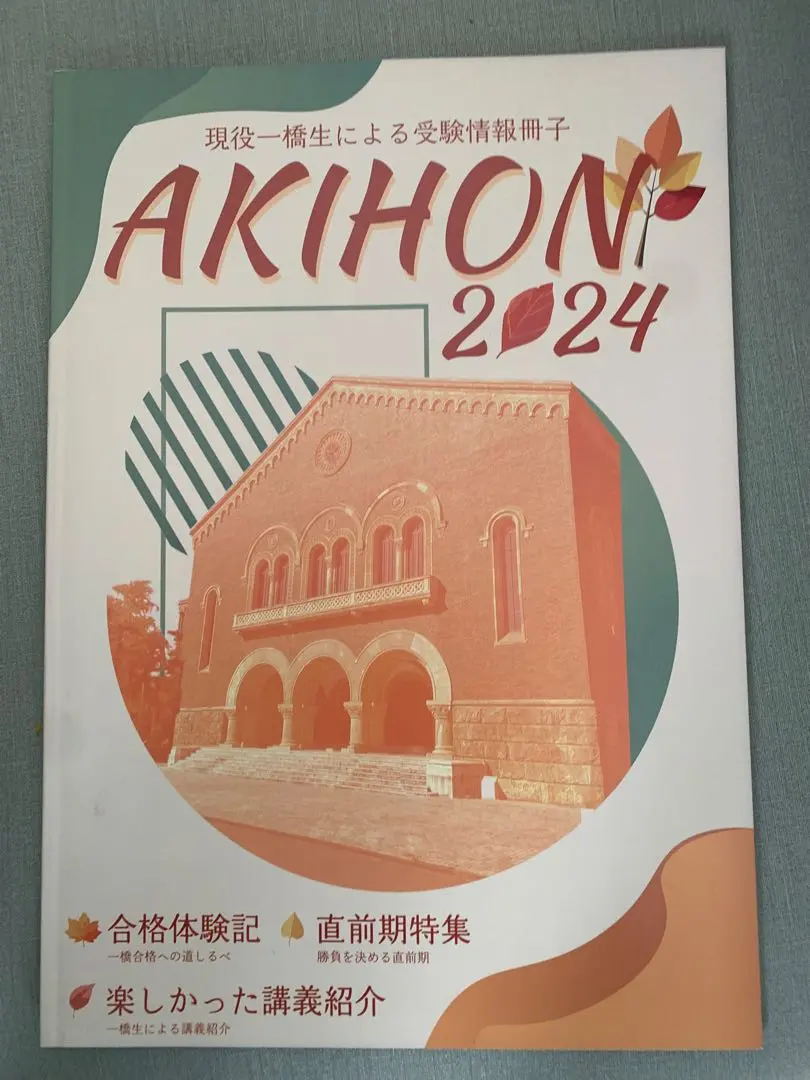 現役一橋生による受験情報冊子
AKIHON
2024
合格体験記
一橋合格への道しるべ
直前期特集
勝負を決める直前期
楽しかった講義紹介
一橋生による講義紹介